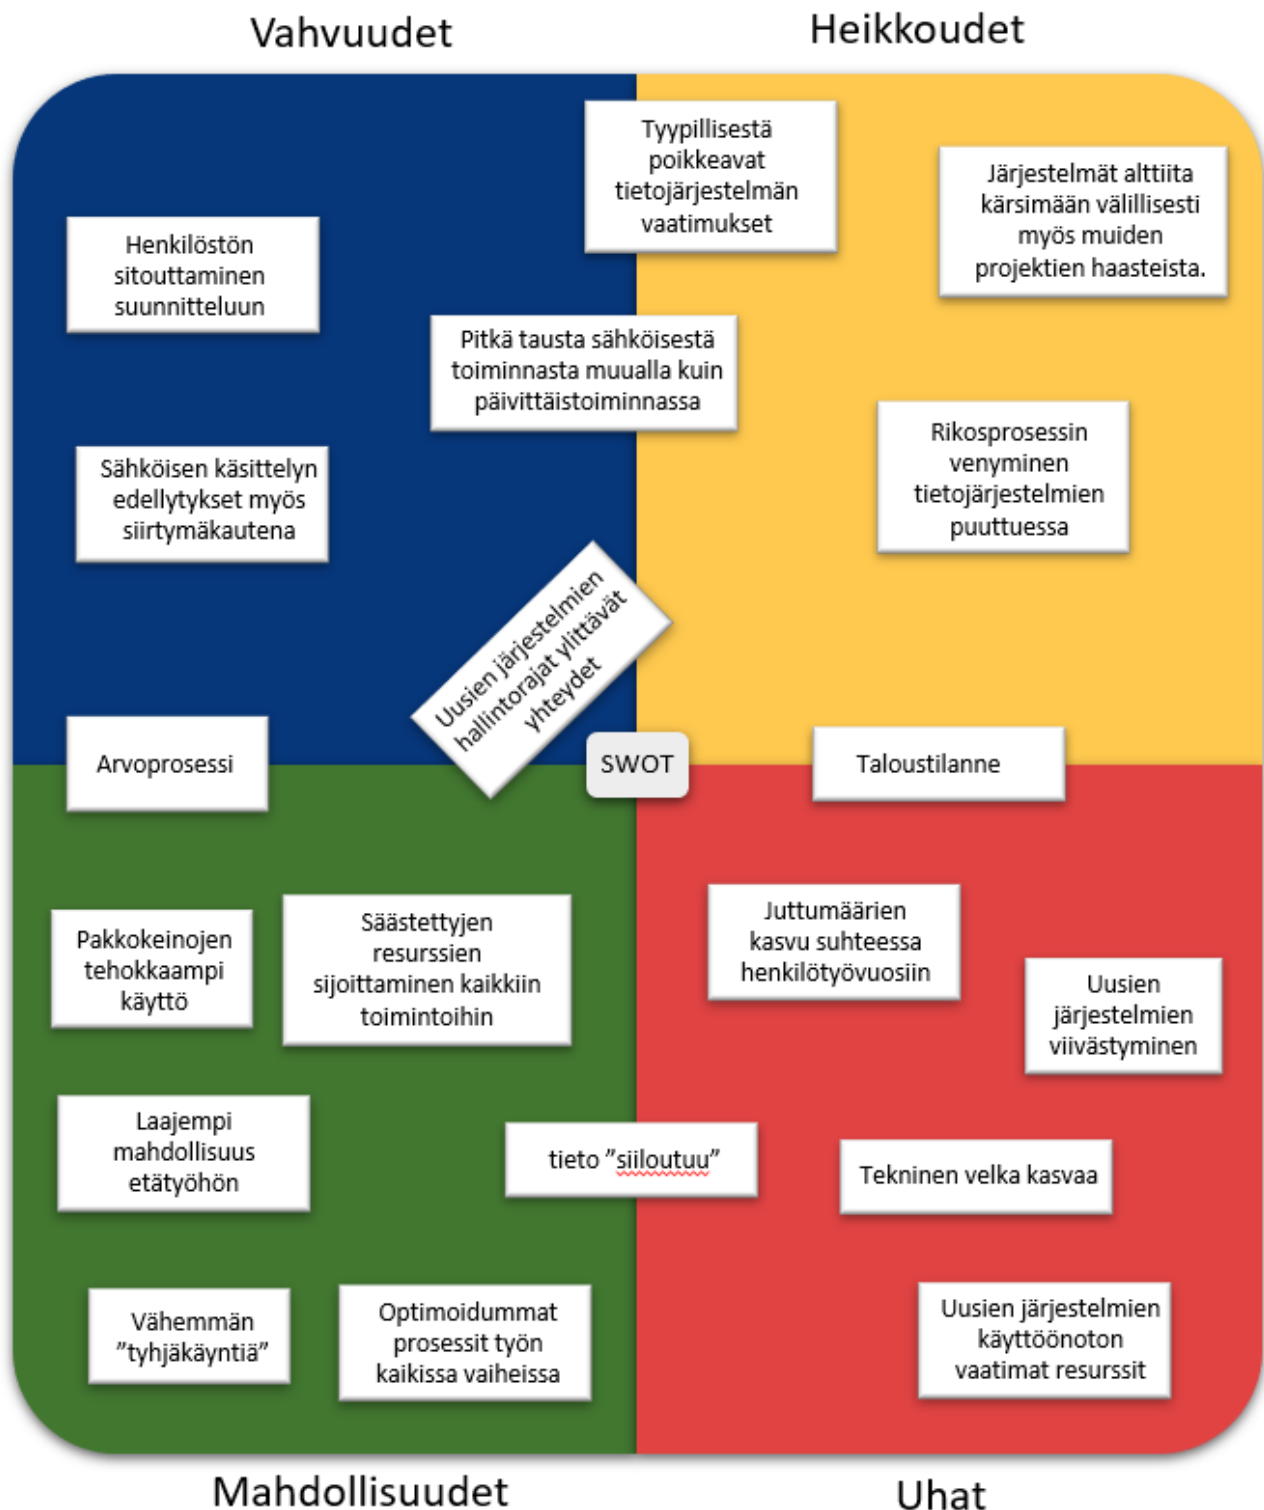 Vahvuudet
Heikkoudet
Tyypillisestä
poikkeavat
tietojärjestelmän
vaatimukset
Järjestelmät alttiita
kärsimään välillisesti
myös muiden
projektien haasteista.
Henkilöstön
sitouttaminen
suunnitteluun
Pitkä tausta sähköisestä
toiminnasta muualla kuin
päivittäistoiminnassa
Rikosprosessin
venyminen
tietojärjestelmien
puuttuessa
Sähköisen käsittelyn
edellytykset myös
siirtymäkautena
Uusien järjestelmien
hallintorajat ylittävät
yhteydet
Arvoprosessi
SWOT
Taloustilanne
Pakkokeinojen
tehokkaampi
käyttö
Säästettyjen
resurssien
sijoittaminen kaikkiin
toimintoihin
Juttumäärien
kasvu suhteessa
henkilötyövuosiin
Uusien
järjestelmien
viivästyminen
Laajempi
mahdollisuus
etätyöhön
tieto ”siiloutuu”
Tekninen velka kasvaa
Vähemmän
”tyhjäkäyntiä”
Optimoidummat
prosessit työn
kaikissa vaiheissa
Uusien järjestelmien
käyttöönoton
vaatimat resurssit
Mahdollisuudet
Uhat